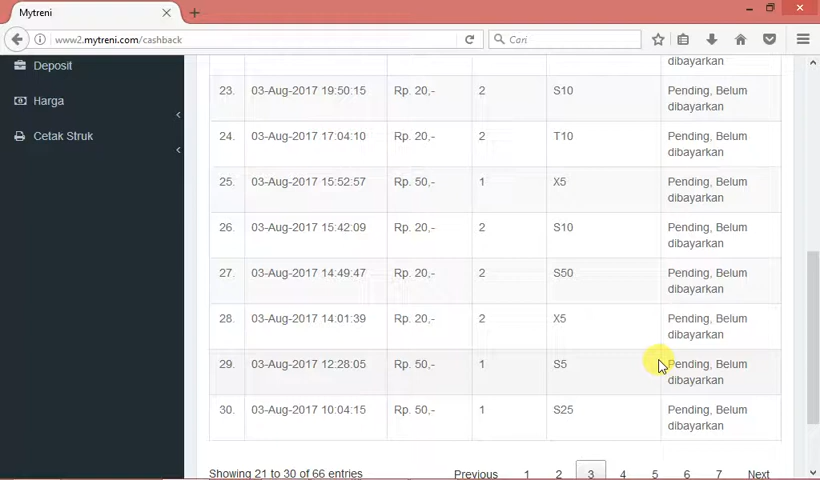 Mytreni
www2.mytreni.com/cashback
Cari
Deposit
Harga
Cetak Struk
dibayarkan
23. 03-Aug-2017 19:50:15 Rp. 20,- 2 S10 Pending, Belum
dibayarkan
24. 03-Aug-2017 17:04:10 Rp. 20,- 2 T10 Pending, Belum
dibayarkan
25. 03-Aug-2017 15:52:57 Rp. 50,- 1 X5 Pending, Belum
dibayarkan
26. 03-Aug-2017 15:42:09 Rp. 20,- 2 S10 Pending, Belum
dibayarkan
27. 03-Aug-2017 14:49:47 Rp. 20,- 2 S50 Pending, Belum
dibayarkan
28. 03-Aug-2017 14:01:39 Rp. 20,- 2 X5 Pending, Belum
dibayarkan
29. 03-Aug-2017 12:28:05 Rp. 50,- 1 S5 Pending, Belum
dibayarkan
30. 03-Aug-2017 10:04:15 Rp. 50,- 1 S25 Pending, Belum
dibayarkan
Showing 21 to 30 of 66 entries Previous 1 2 3 4 5 6 7 Next